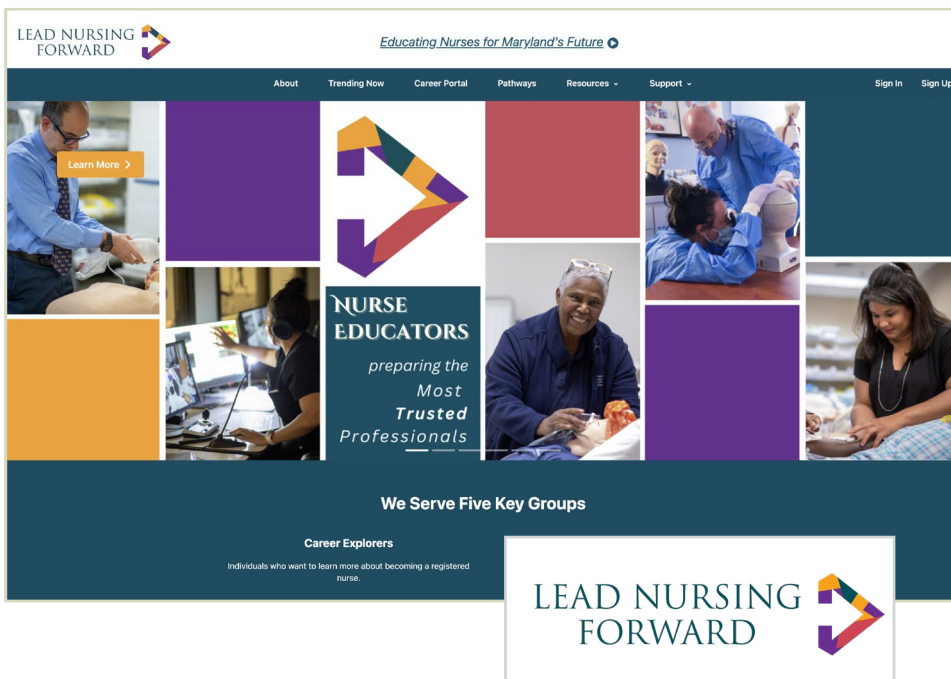 LEAD NURSING
FORWARD
Educating Nurses for Maryland's Future
About Trending Now Career Portal Pathways Resources Support Sign In Sign Up
Learn More
NURSE
EDUCATORS
preparing the
Most
Trusted
Professionals
We Serve Five Key Groups
Career Explorers
Individuals who want to learn more about becoming a registered
nurse.
LEAD NURSING
FORWARD